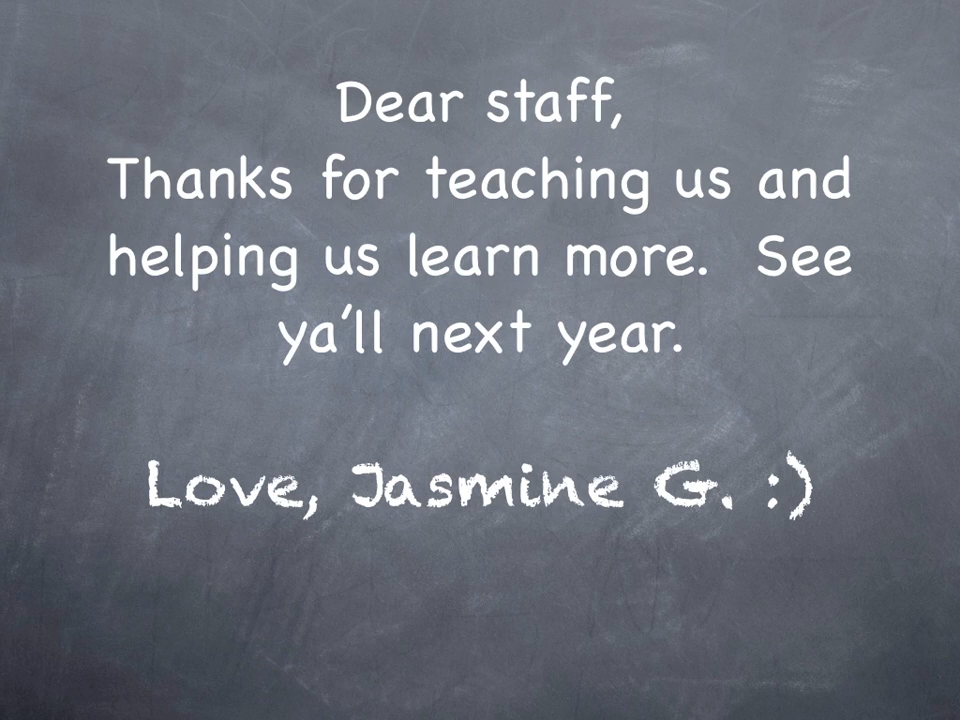 Dear staff,
Thanks for teaching us and
helping us learn more.  See
ya’ll next year.
Love, Jasmine G. :)